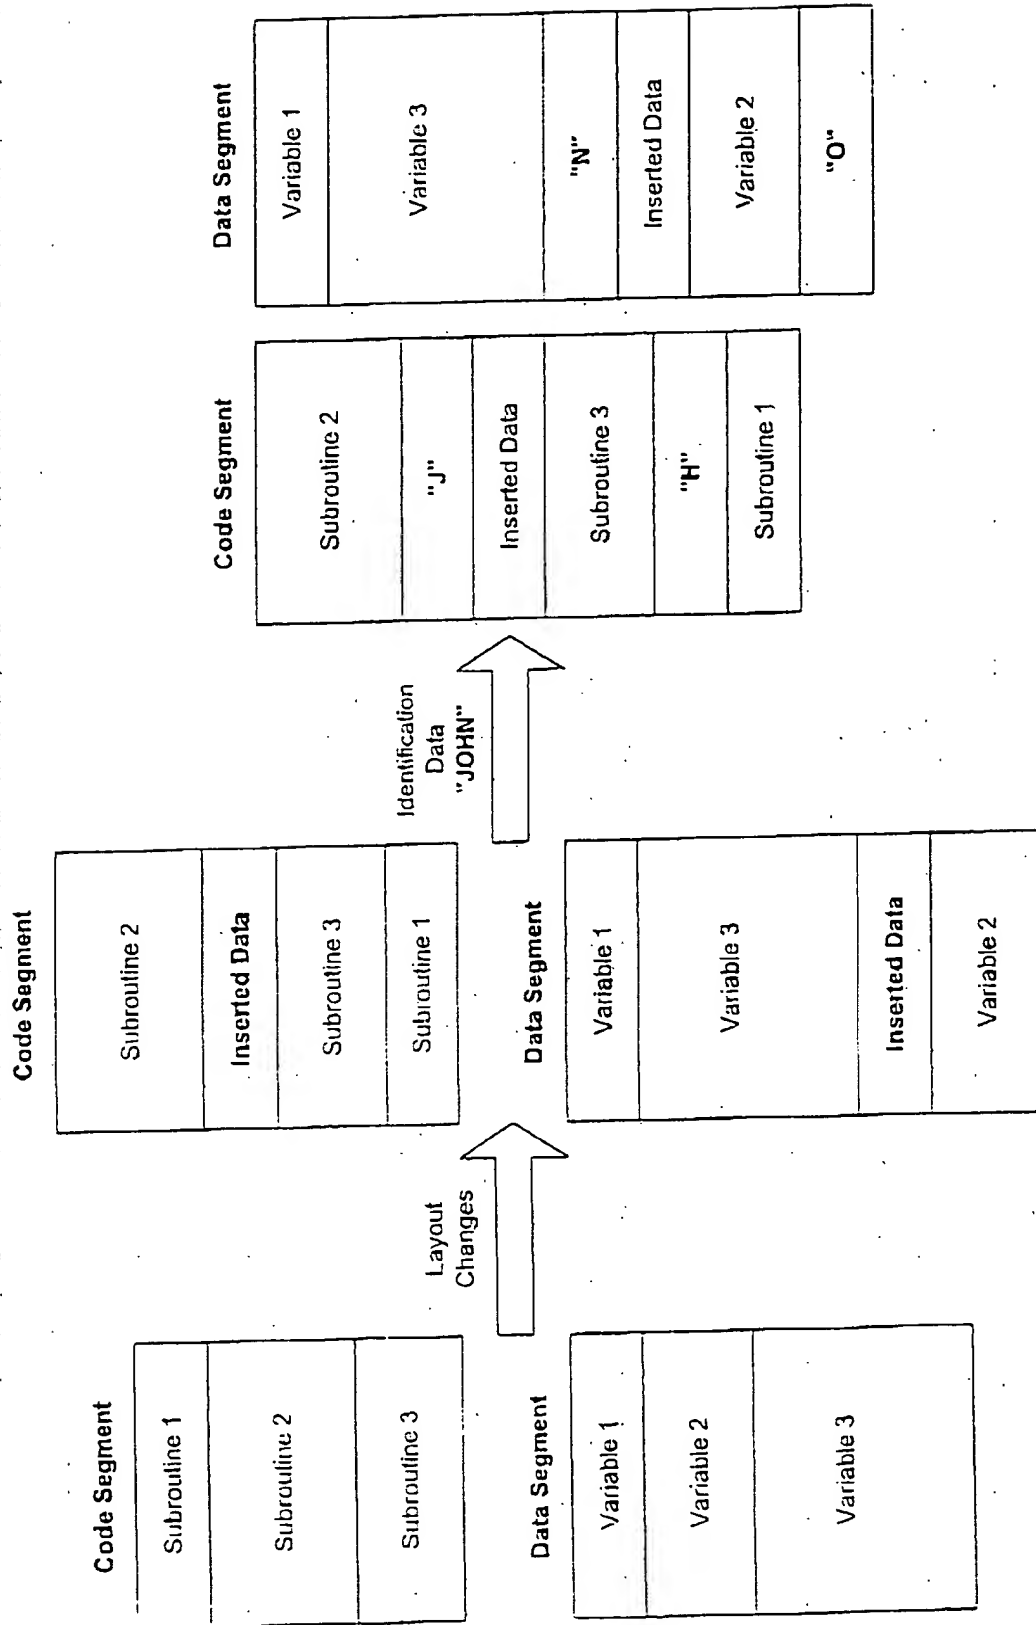 Code Segment
Subroutine 1
Subroutine 2
Subroutine 3
Data Segment
Variable 1
Variable 2
Variable 3
Layout
Changes
Code Segment
Subroutine 2
Inserted Data
Subroutine 3
Subroutine 1
Data Segment
Variable 1
Variable 3
Inserted Data
Variable 2
Identification
Data
"JOHN"
Code Segment
Subroutine 2
"J"
Inserted Data
Subroutine 3
"H"
Subroutine 1
Data Segment
Variable 1
Variable 3
"N"
Inserted Data
Variable 2
"O"